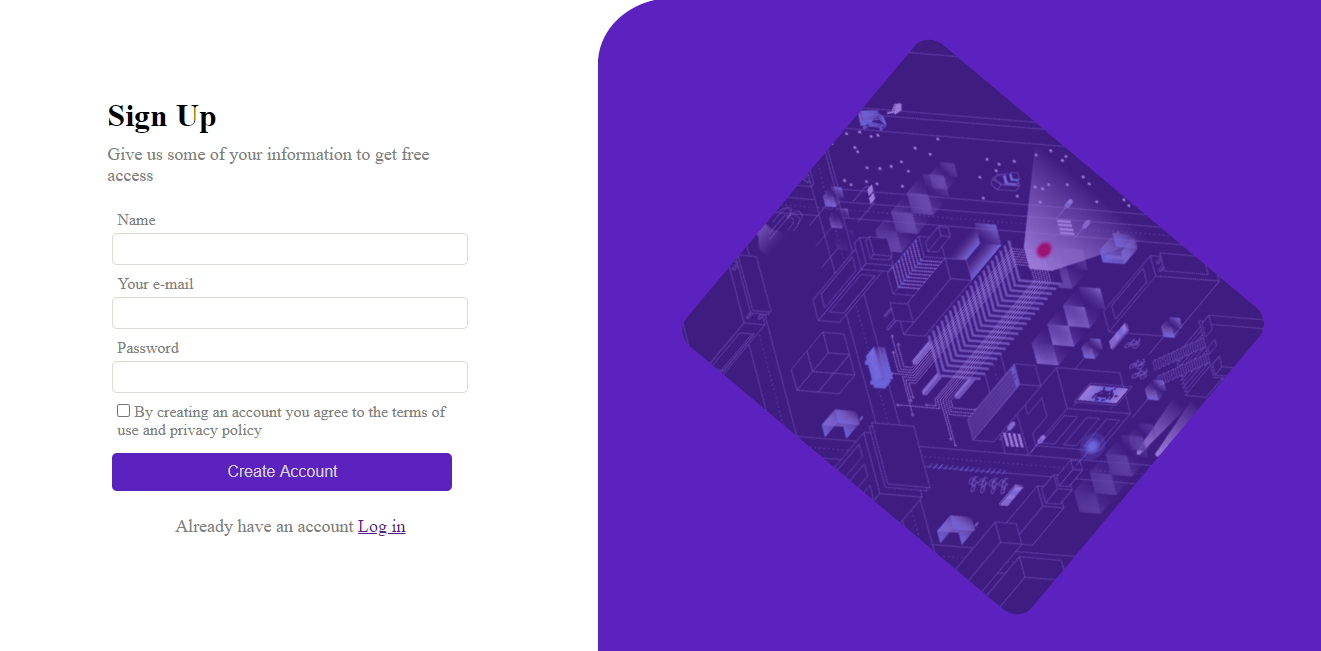 Sign Up
Give us some of your information to get free
access
Name
Your e-mail
Password
By creating an account you agree to the terms of
use and privacy policy
Create Account
Already have an account Log in